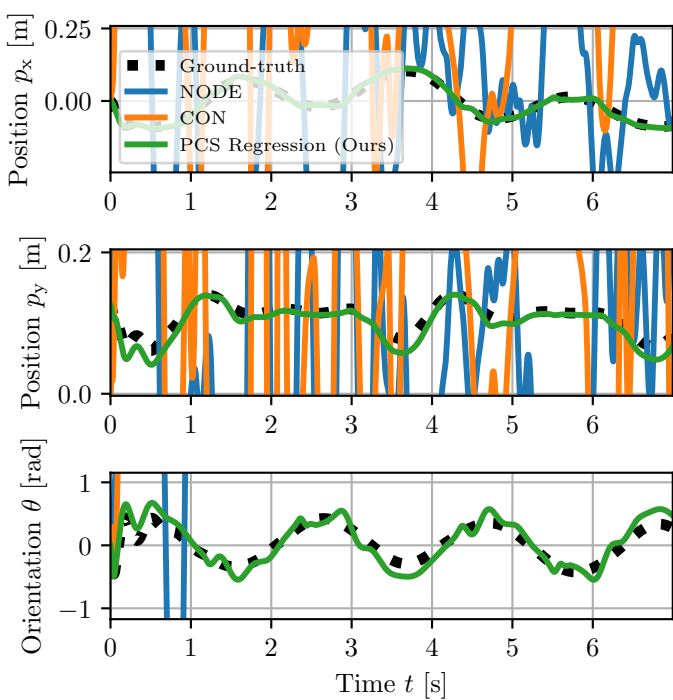 0.25
0.00
Position p_x [m]
Ground-truth
NODE
CON
PCS Regression (Ours)
0 1 2 3 4 5 6
0.2
0.0
Position p_y [m]
0 1 2 3 4 5 6
1
0
−1
Orientation θ [rad]
0 1 2 3 4 5 6
Time t [s]